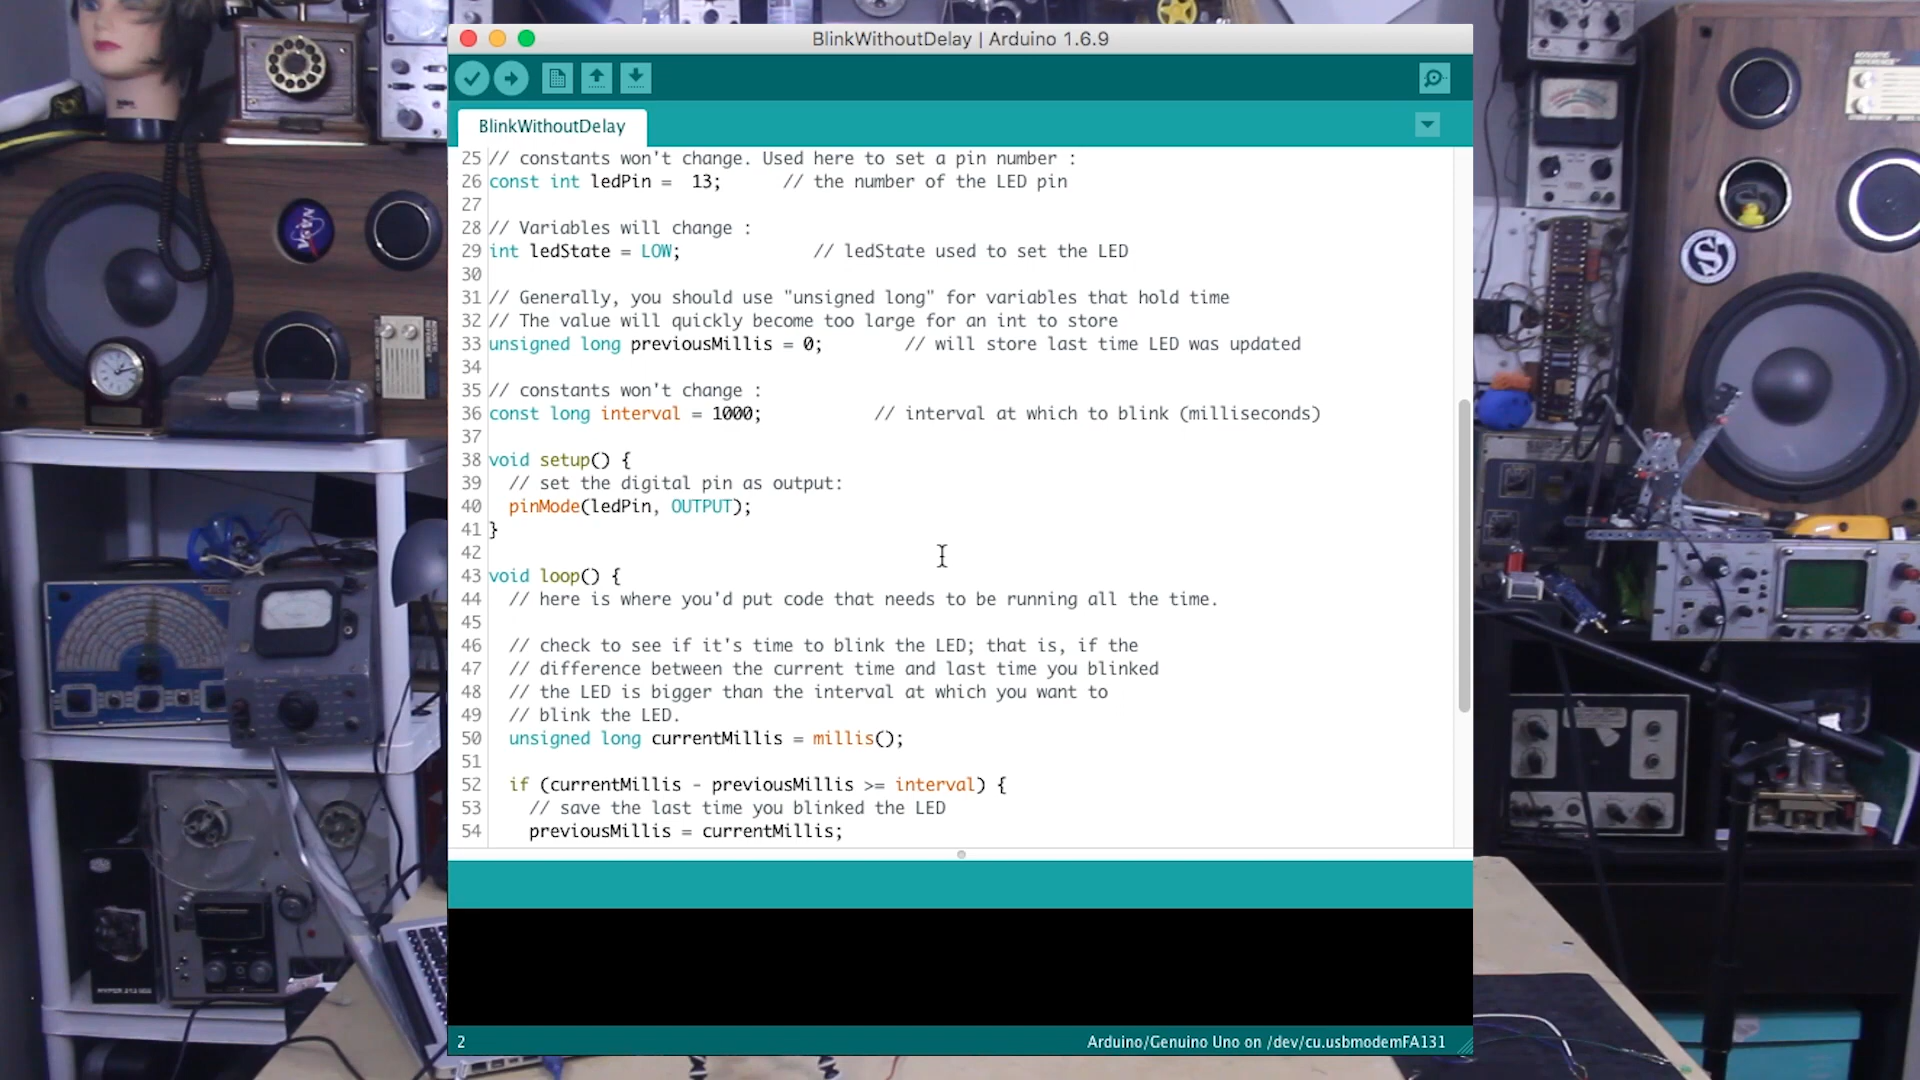 BlinkWithoutDelay | Arduino 1.6.9
BlinkWithoutDelay
25 // constants won't change. Used here to set a pin number :
26 const int ledPin =  13;      // the number of the LED pin
27
28 // Variables will change :
29 int ledState = LOW;             // ledState used to set the LED
30
31 // Generally, you should use "unsigned long" for variables that hold time
32 // The value will quickly become too large for an int to store
33 unsigned long previousMillis = 0;        // will store last time LED was updated
34
35 // constants won't change :
36 const long interval = 1000;           // interval at which to blink (milliseconds)
37
38 void setup() {
39   // set the digital pin as output:
40   pinMode(ledPin, OUTPUT);
41 }
42
43 void loop() {
44   // here is where you'd put code that needs to be running all the time.
45
46   // check to see if it's time to blink the LED; that is, if the
47   // difference between the current time and last time you blinked
48   // the LED is bigger than the interval at which you want to
49   // blink the LED.
50   unsigned long currentMillis = millis();
51
52   if (currentMillis - previousMillis >= interval) {
53     // save the last time you blinked the LED
54     previousMillis = currentMillis;
2
Arduino/Genuino Uno on /dev/cu.usbmodemFA131
NASA
S